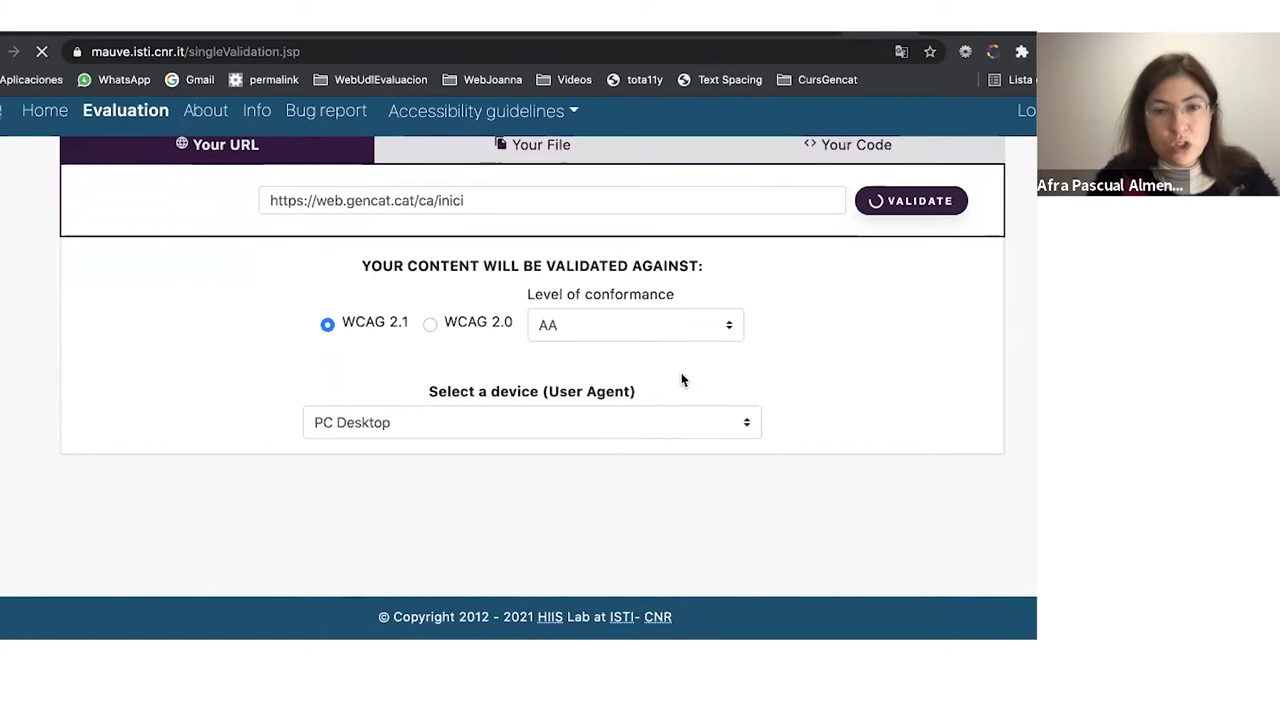 mauve.isti.cnr.it/singleValidation.jsp
Aplicaciones WhatsApp Gmail permalink WebUdlEvaluacion WebJoanna Videos tota11y Text Spacing CursGencat Lista
Home Evaluation About Info Bug report Accessibility guidelines Lo
Your URL Your File Your Code
https://web.gencat.cat/ca/inici VALIDATE
Afra Pascual Almen...
YOUR CONTENT WILL BE VALIDATED AGAINST:
Level of conformance
WCAG 2.1 WCAG 2.0 AA
Select a device (User Agent)
PC Desktop
© Copyright 2012 - 2021 HIIS Lab at ISTI- CNR